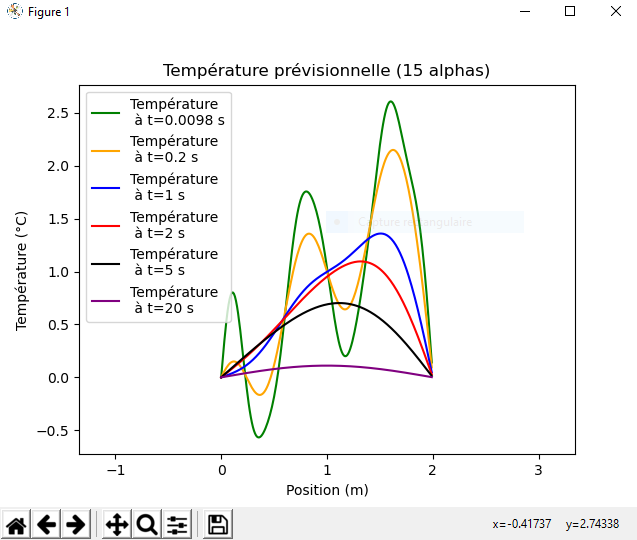 Figure 1
Température prévisionnelle (15 alphas)
Température
à t=0.0098 s
Température
à t=0.2 s
Température
à t=1 s
Température
à t=2 s
Température
à t=5 s
Température
à t=20 s
Capture rectangulaire
Température (°C)
2.5
2.0
1.5
1.0
0.5
0.0
−0.5
−1
0
1
2
3
Position (m)
x=-0.41737 y=2.74338